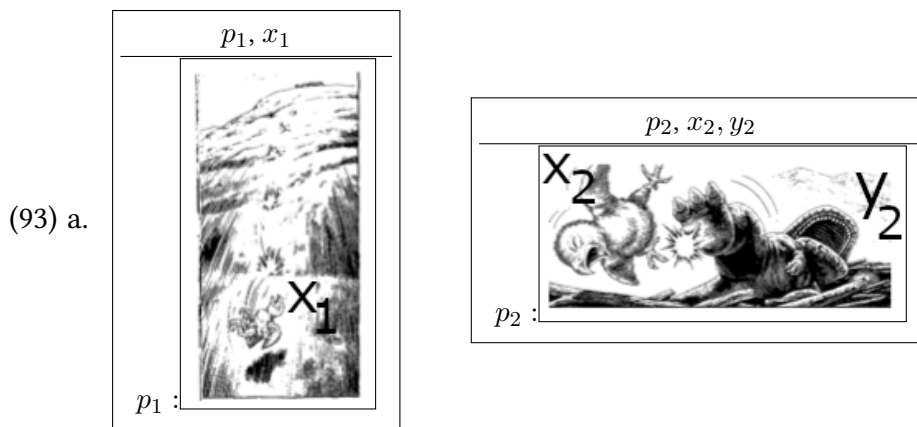 (93) a.
p₁, x₁
x₁
p₁ :
p₂, x₂, y₂
x₂
y₂
p₂ :